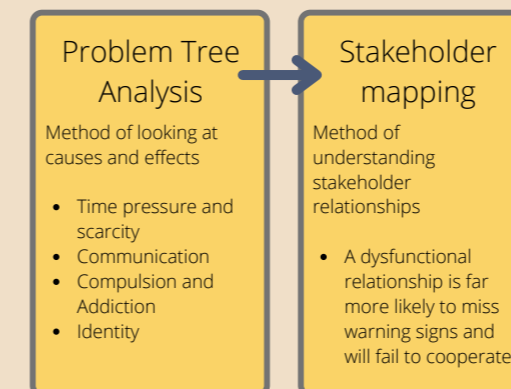 Problem Tree
Analysis
Method of looking at
causes and effects
• Time pressure and
scarcity
• Communication
• Compulsion and
Addiction
• Identity
Stakeholder
mapping
Method of
understanding
stakeholder
relationships
• A dysfunctional
relationship is far
more likely to miss
warning signs and
will fail to cooperate